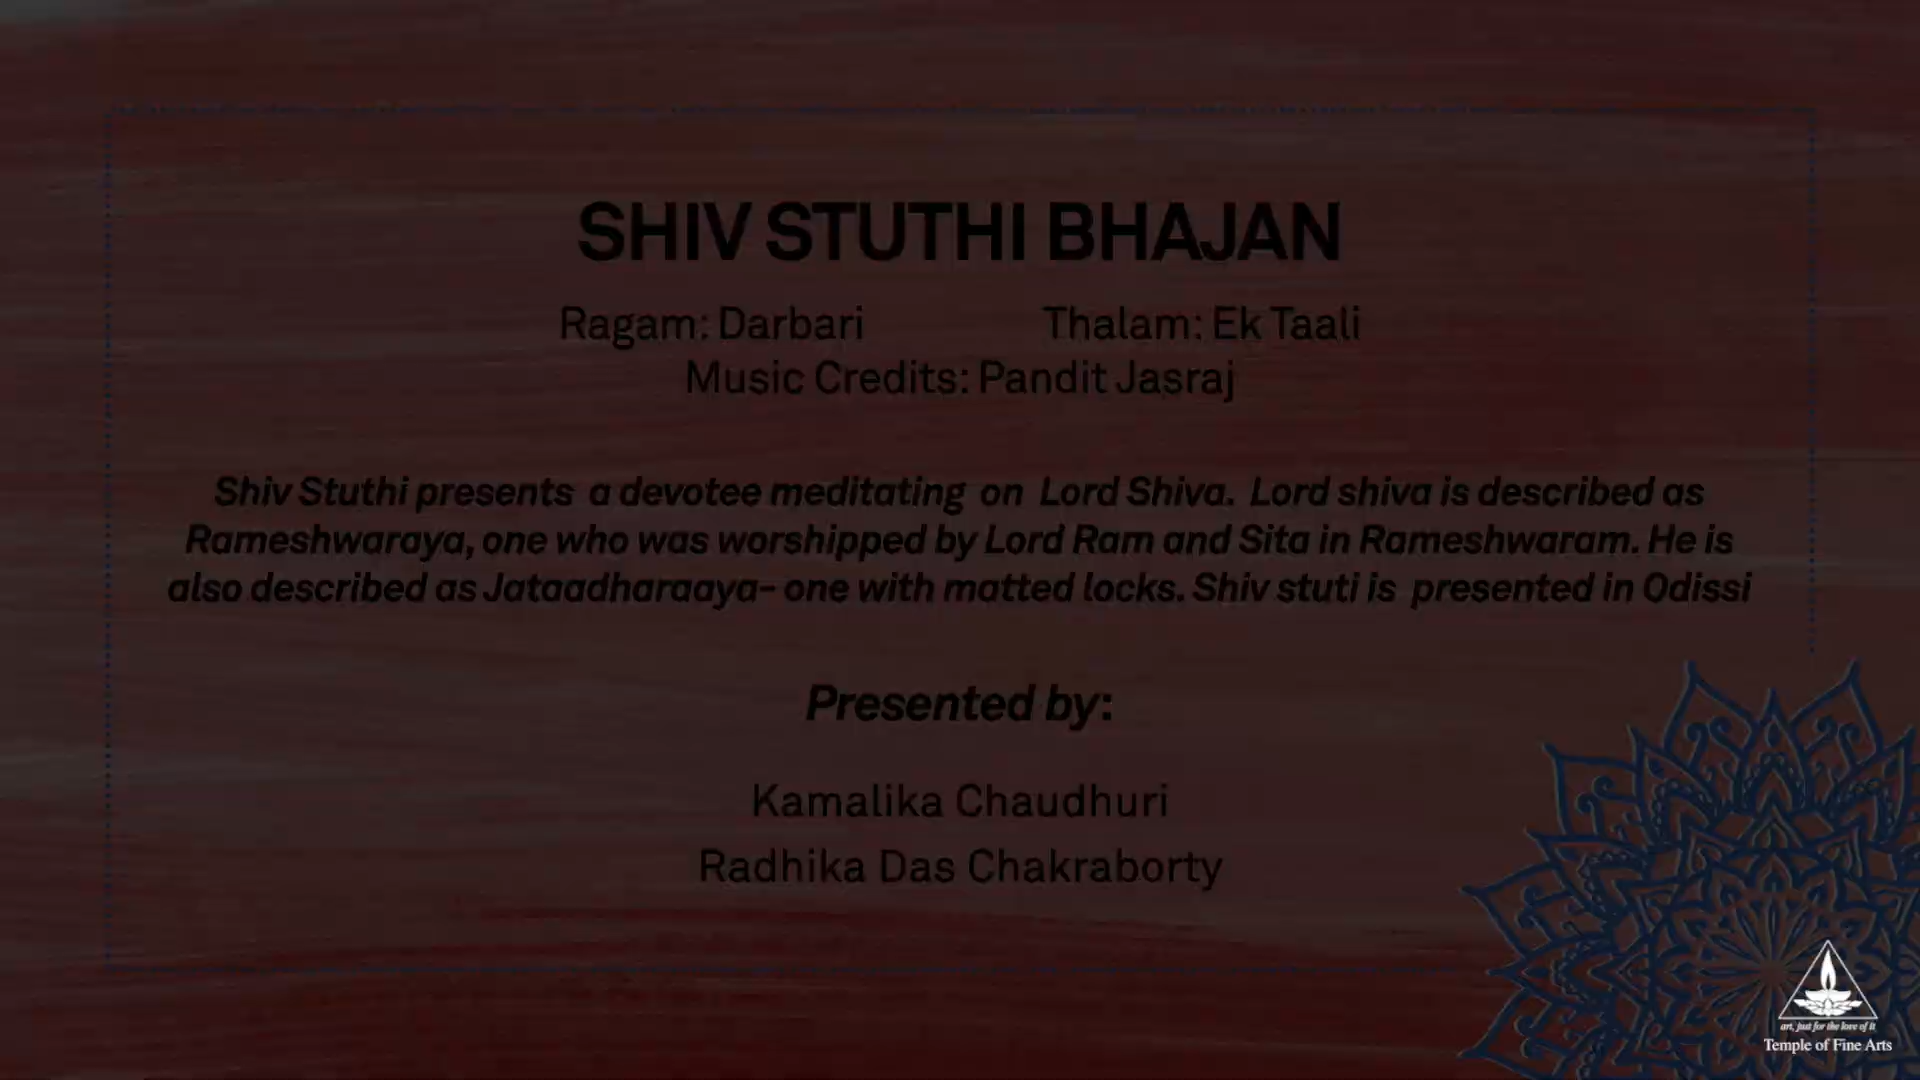 SHIV STUTHI BHAJAN
Ragam: Darbari Thalam: Ek Taali
Music Credits: Pandit Jasraj
Shiv Stuthi presents a devotee meditating on Lord Shiva. Lord shiva is described as
Rameshwaraya, one who was worshipped by Lord Ram and Sita in Rameshwaram. He is
also described as Jataadharaaya- one with matted locks. Shiv stuti is presented in Odissi
Presented by:
Kamalika Chaudhuri
Radhika Das Chakraborty
art, just for the love of it
Temple of Fine Arts